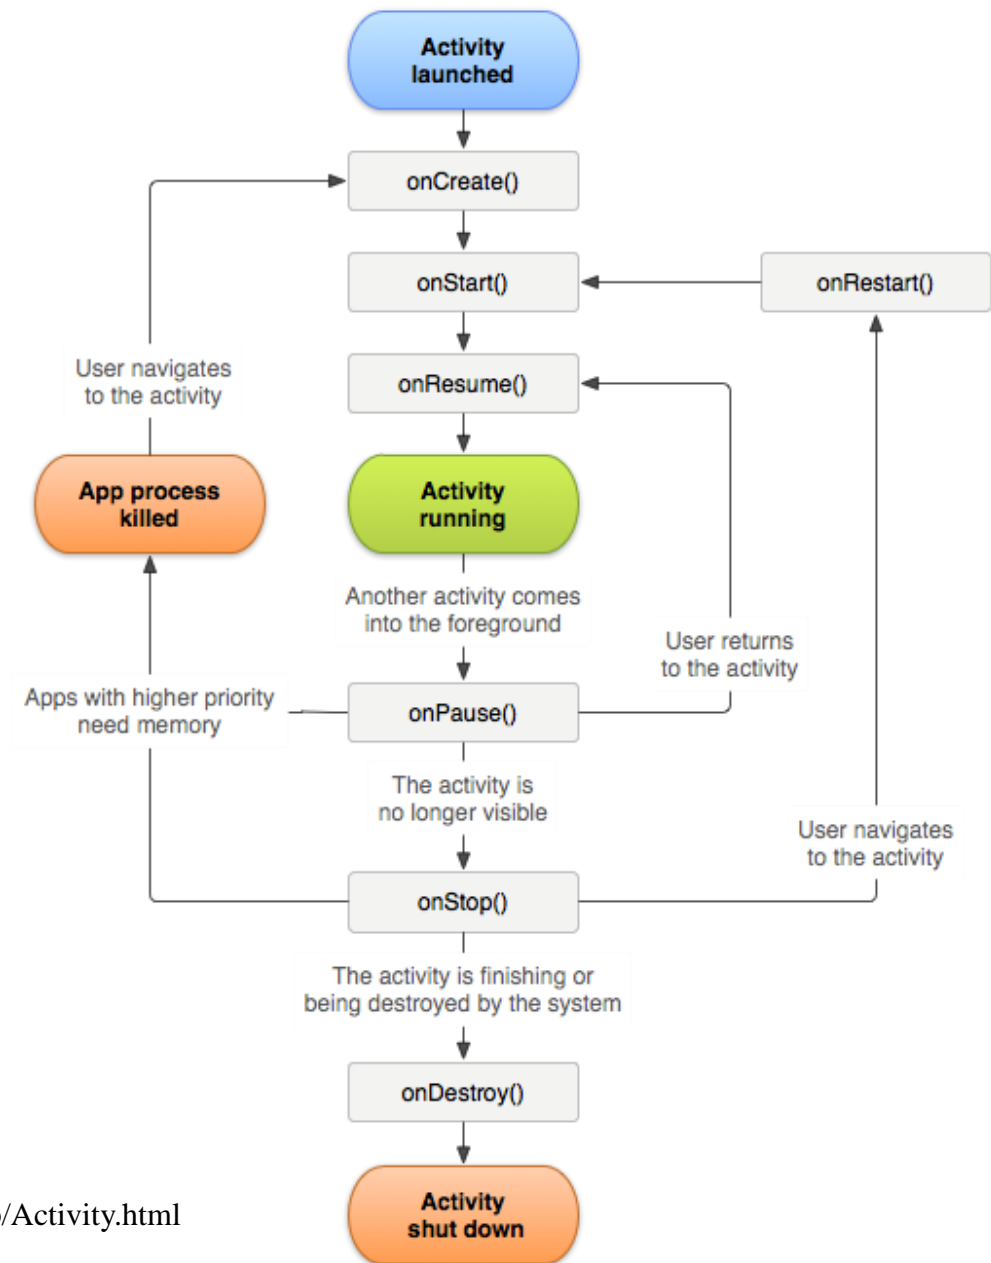 Activity
launched
onCreate()
onStart()
onRestart()
User navigates
to the activity
onResume()
App process
killed
Activity
running
Another activity comes
into the foreground
User returns
to the activity
Apps with higher priority
need memory
onPause()
The activity is
no longer visible
User navigates
to the activity
onStop()
The activity is finishing or
being destroyed by the system
onDestroy()
Activity
shut down
/Activity.html